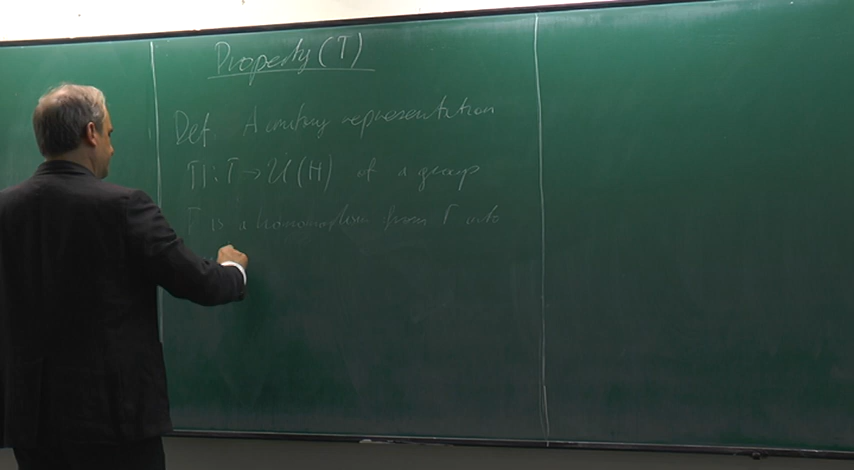 Property (T)
Def. A unitary representation
π: Γ → U(H) of a group
Γ is a homomorphism from Γ into